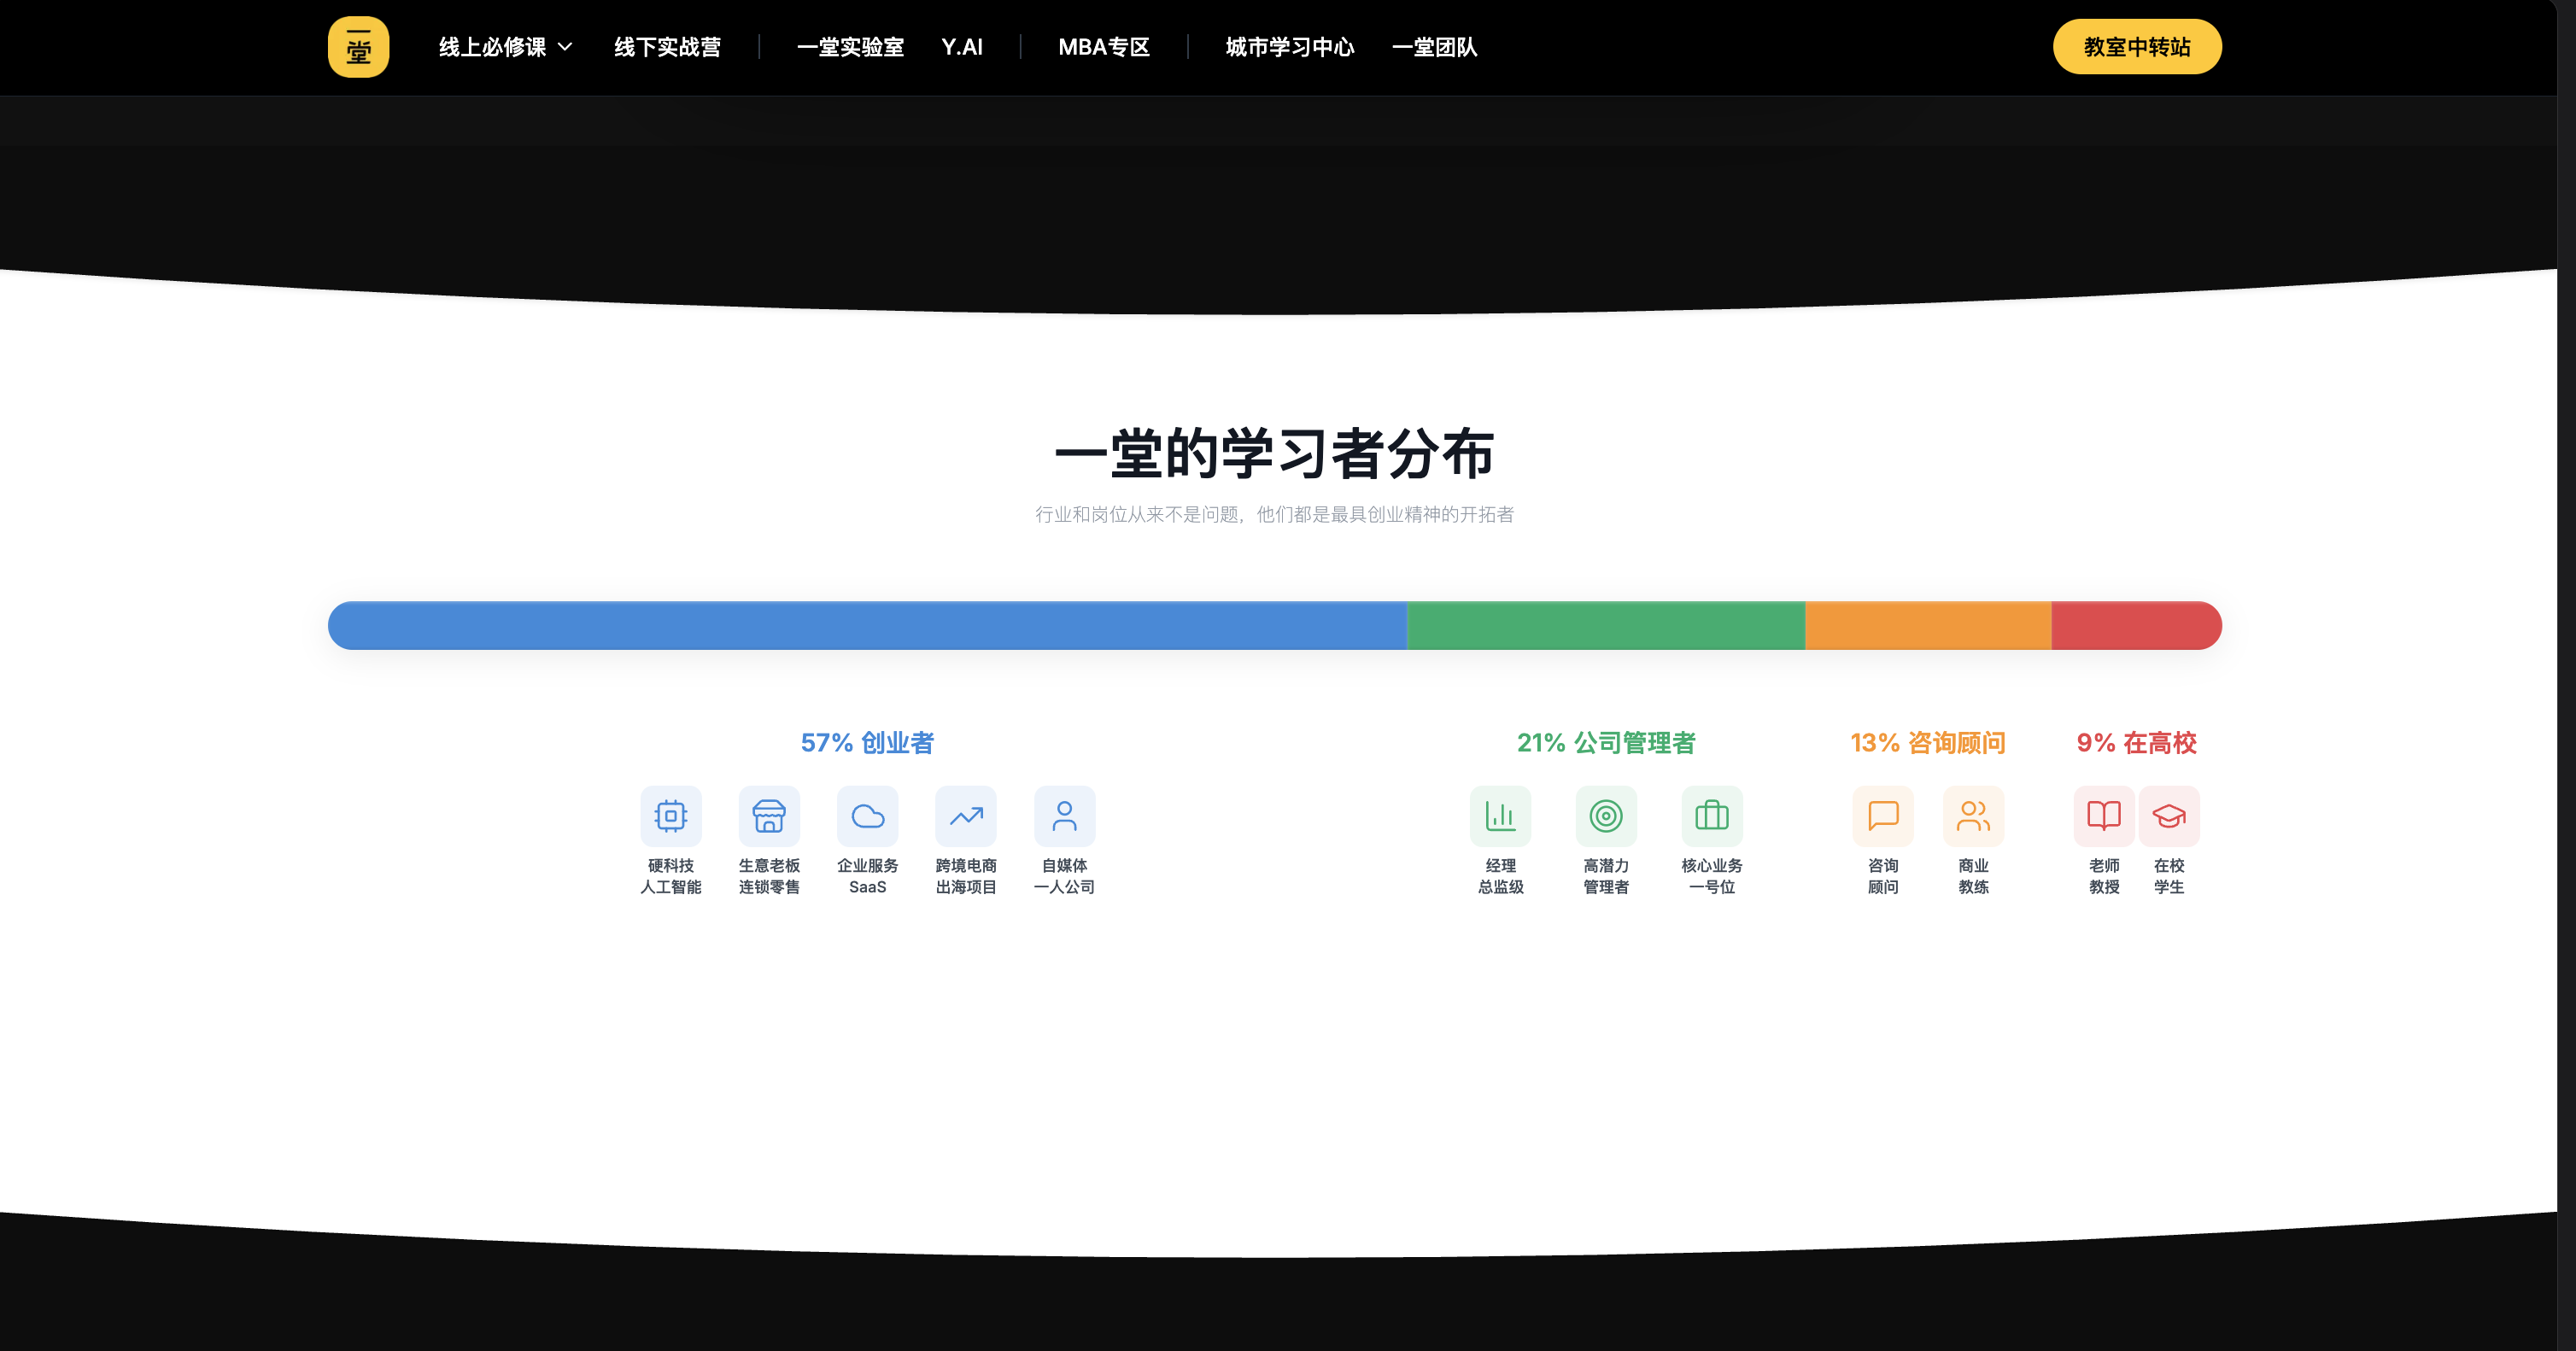 一堂
线上必修课
线下实战营
一堂实验室
Y.AI
MBA专区
城市学习中心
一堂团队
教室中转站
一堂的学习者分布
行业和岗位从来不是问题，他们都是最具创业精神的开拓者
57% 创业者
硬科技
人工智能
生意老板
连锁零售
企业服务
SaaS
跨境电商
出海项目
自媒体
一人公司
21% 公司管理者
经理
总监级
高潜力
管理者
核心业务
一号位
13% 咨询顾问
咨询
顾问
商业
教练
9% 在高校
老师
教授
在校
学生